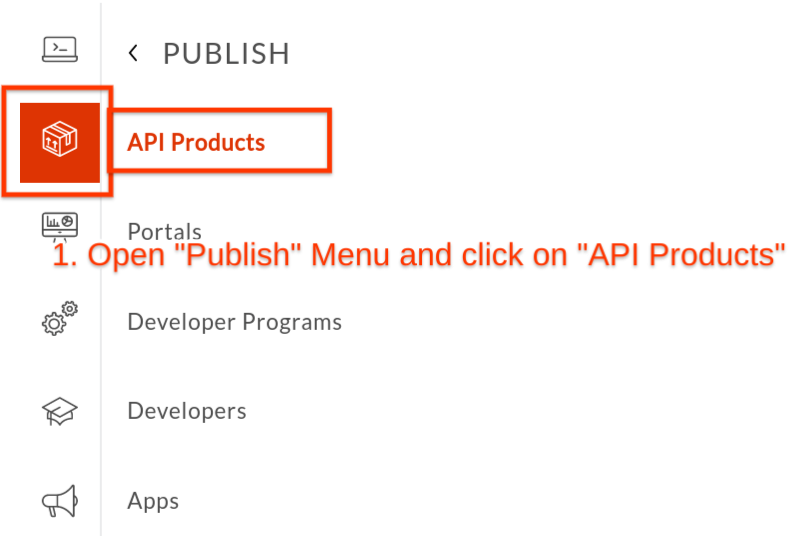 PUBLISH
API Products
Portals
1. Open "Publish" Menu and click on "API Products"
Developer Programs
Developers
Apps